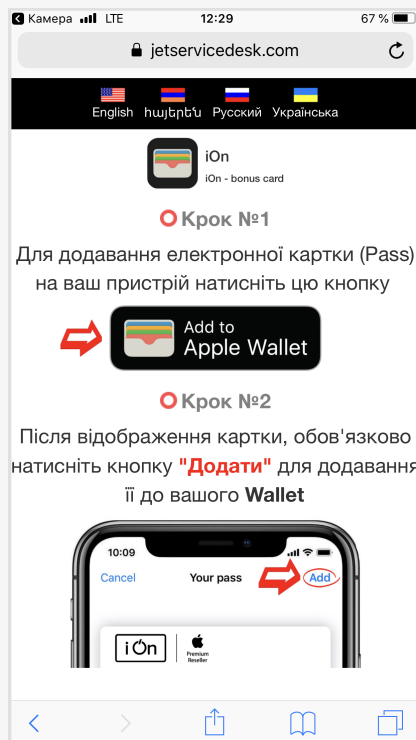 Камера LTE 12:29 67 %
jetservicedesk.com
English հայերեն Русский Українська
iOn
iOn - bonus card
Крок №1
Для додавання електронної картки (Pass)
на ваш пристрій натисніть цю кнопку
Add to
Apple Wallet
Крок №2
Після відображення картки, обов'язково
натисніть кнопку "Додати" для додавання
її до вашого Wallet
10:09
Cancel Your pass Add
iOn Premium
Reseller